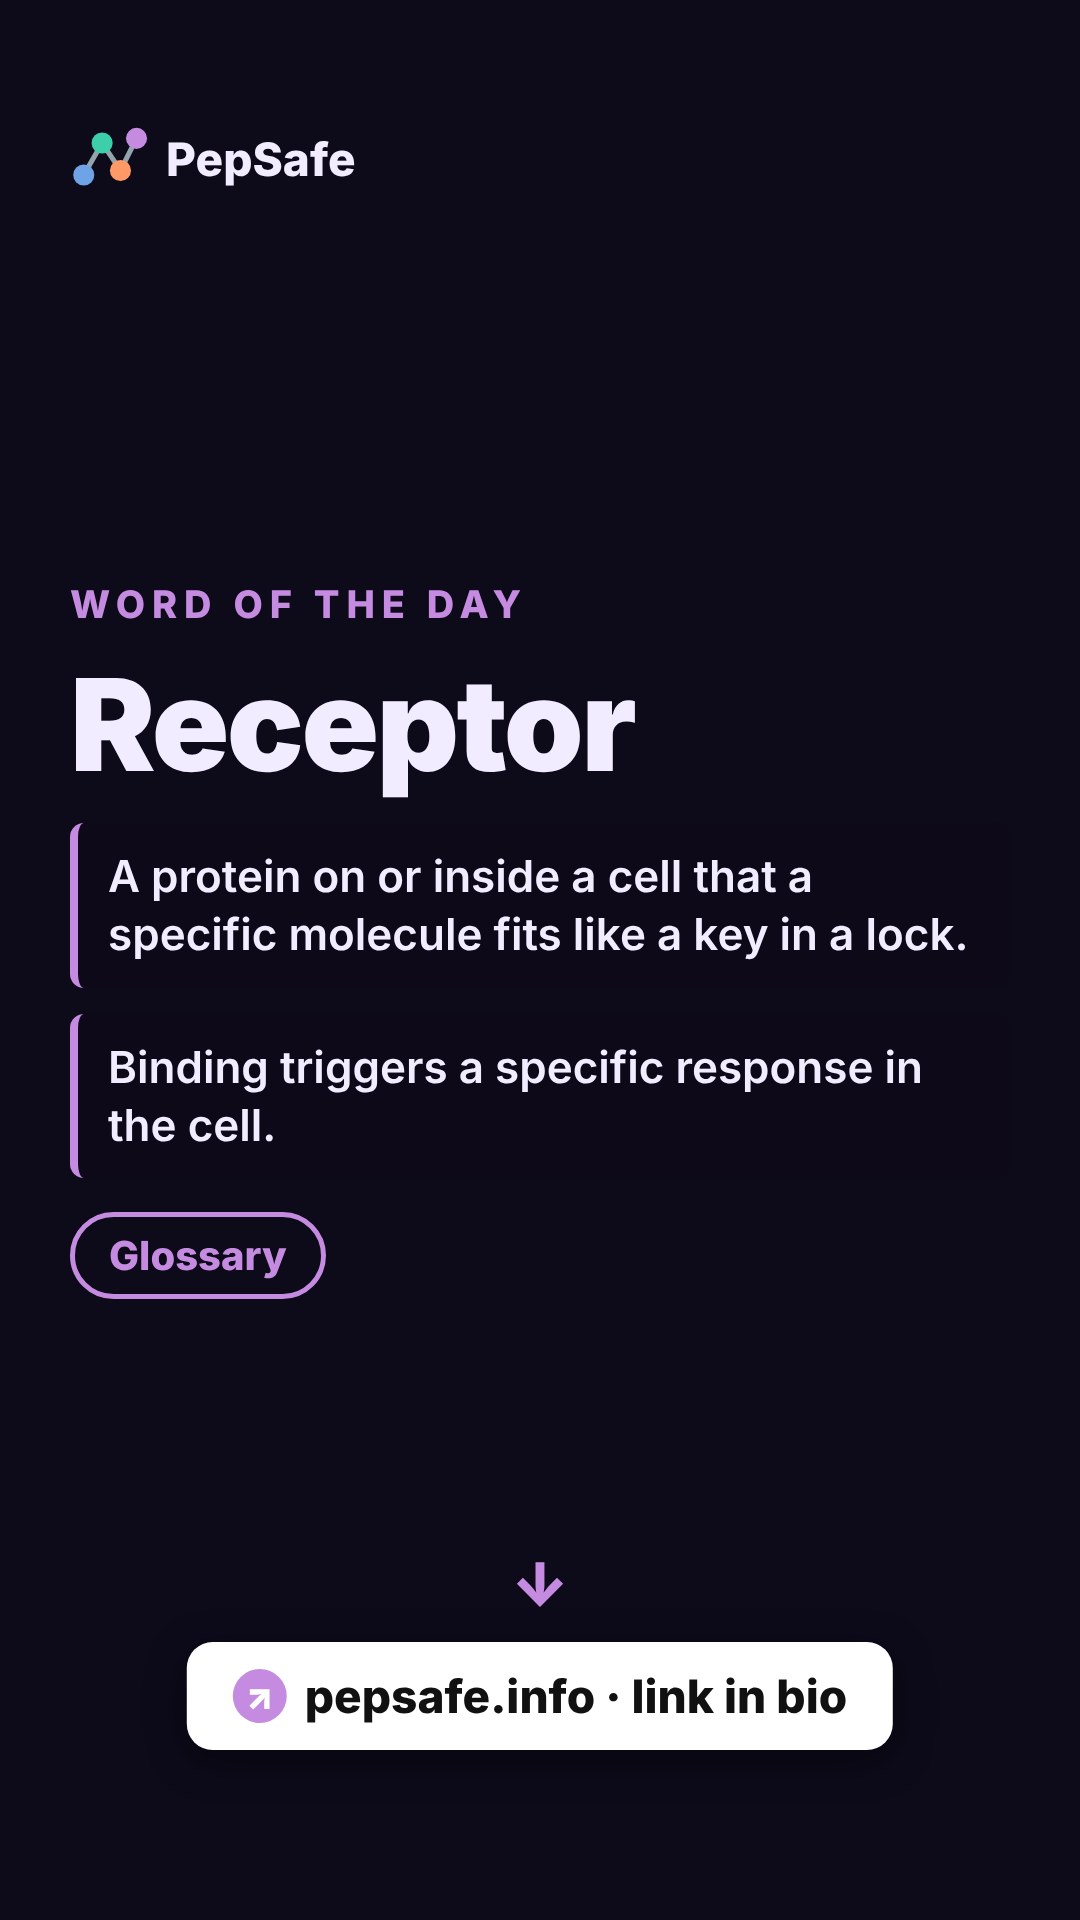 PepSafe
WORD OF THE DAY
Receptor
A protein on or inside a cell that a
specific molecule fits like a key in a lock.
Binding triggers a specific response in
the cell.
Glossary
pepsafe.info · link in bio